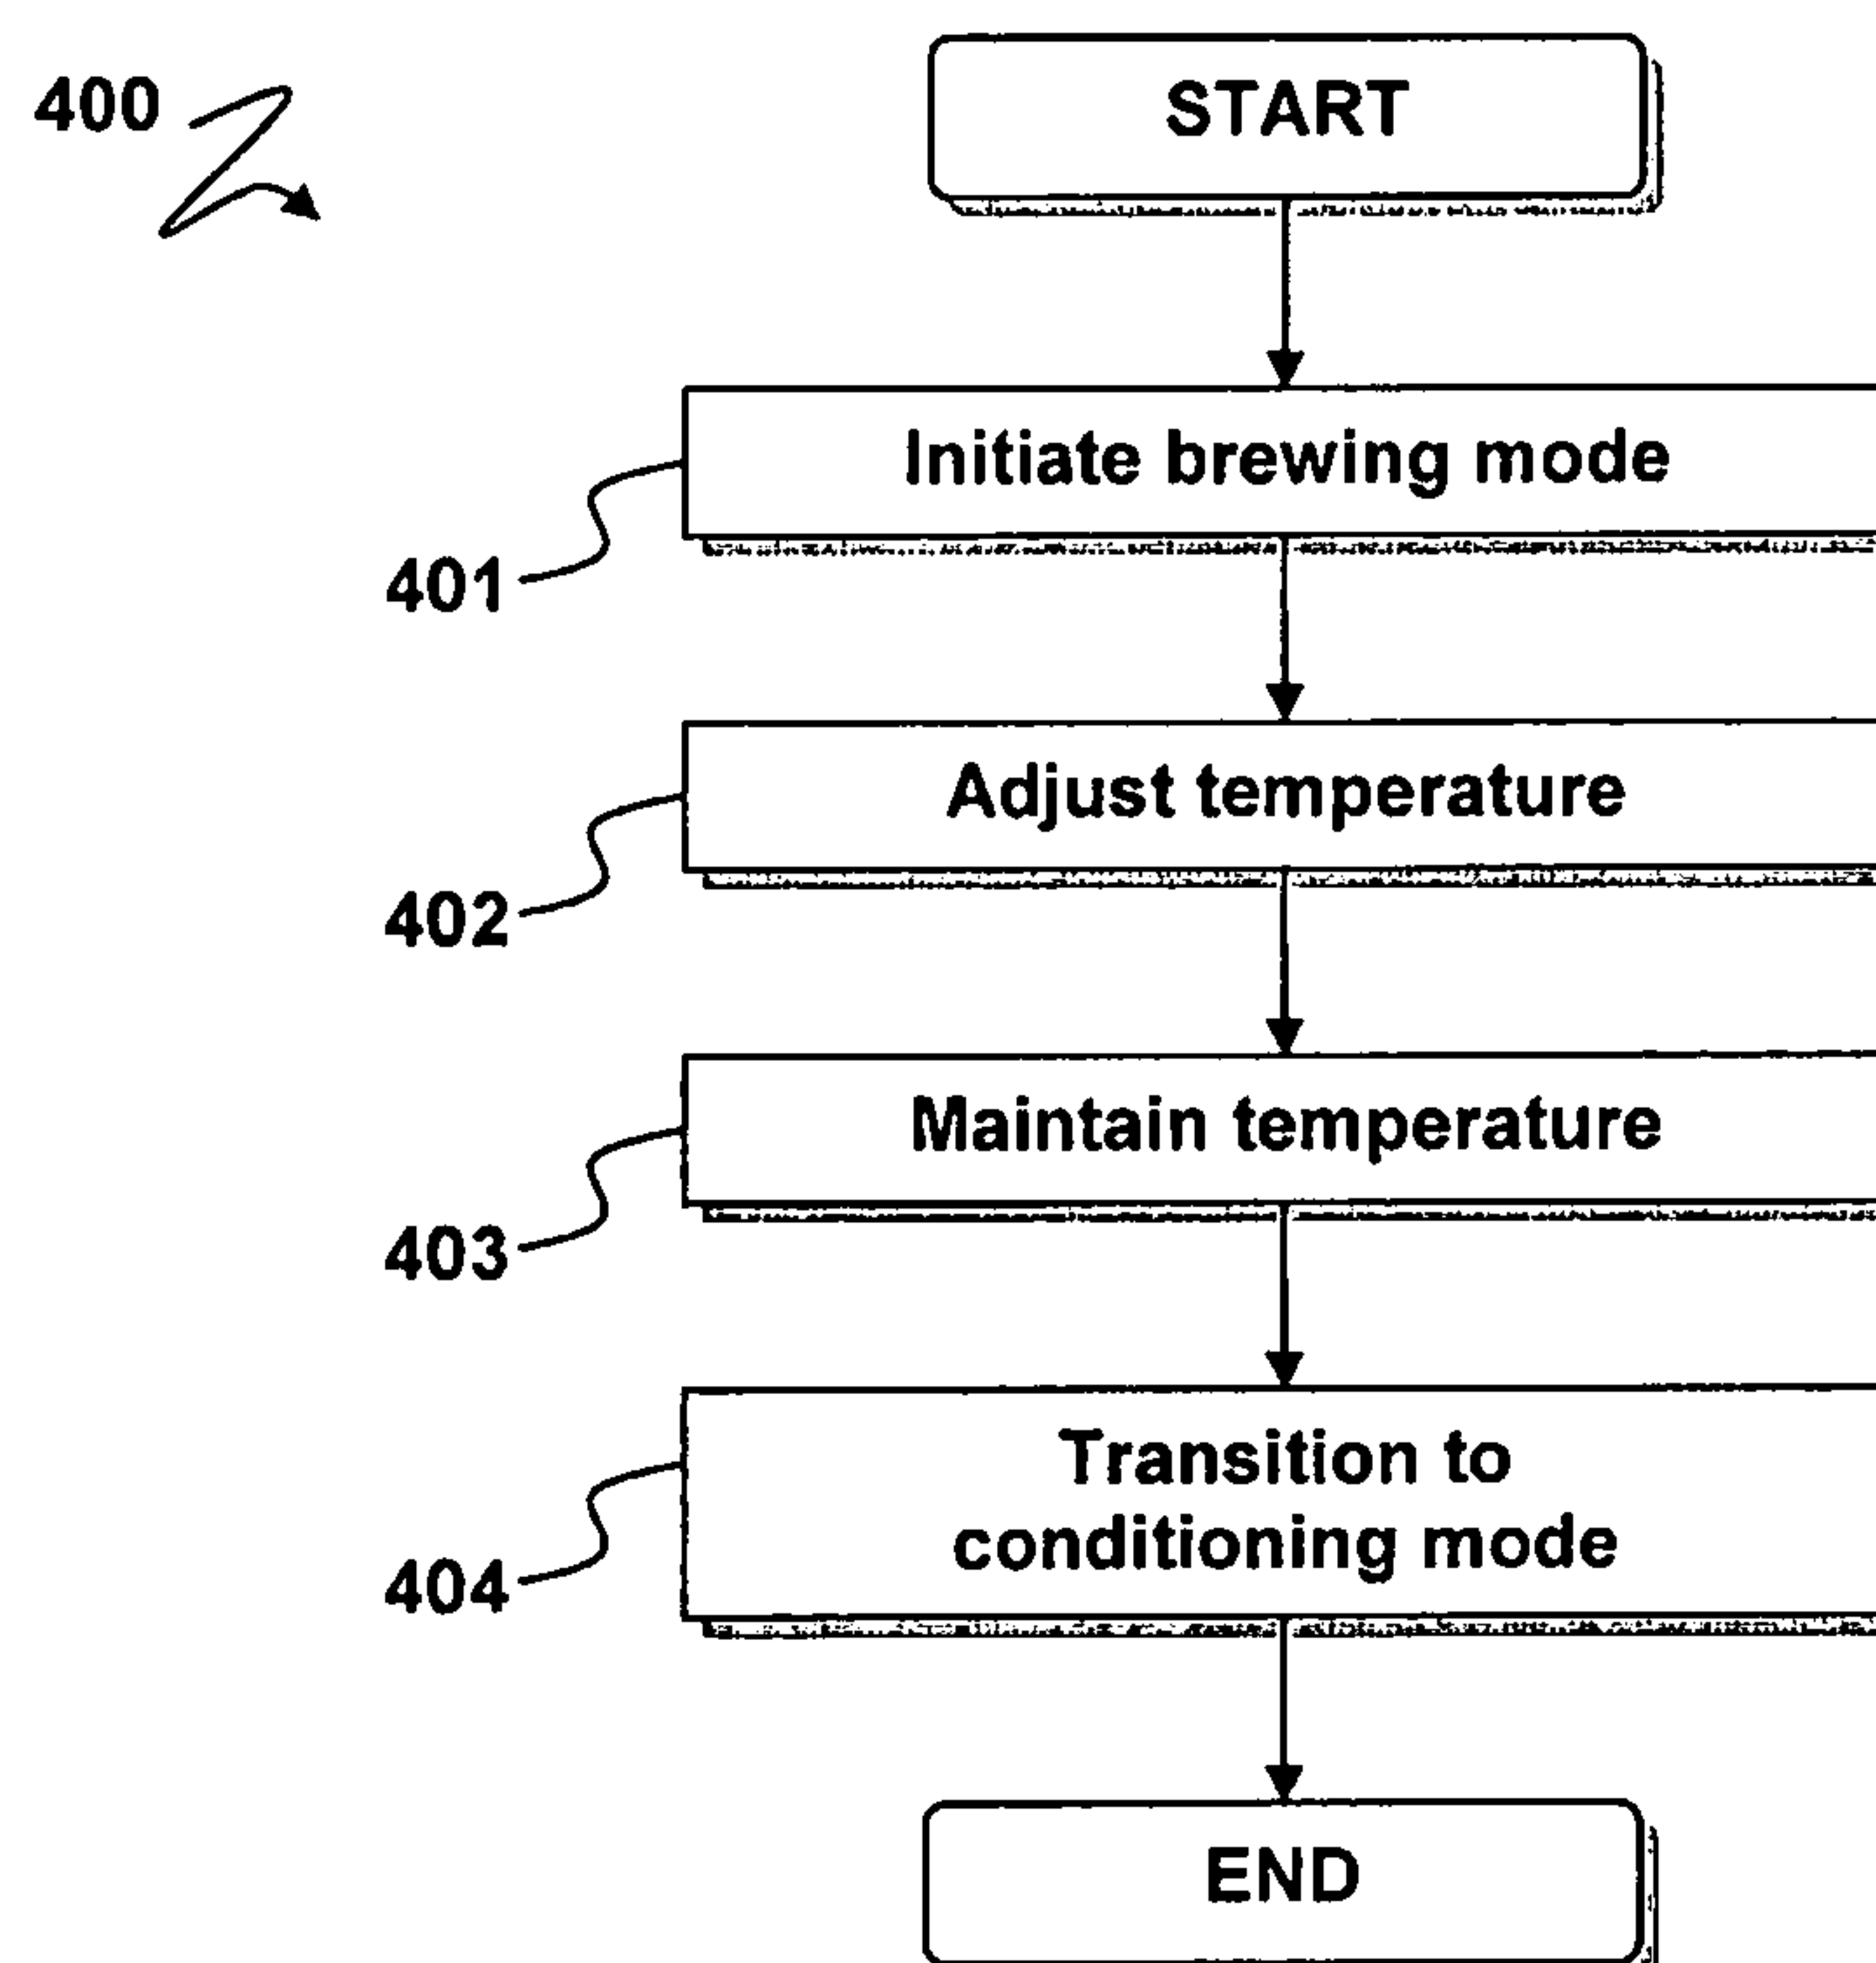 400
START
Initiate brewing mode
401
Adjust temperature
402
Maintain temperature
403
Transition to
conditioning mode
404
END